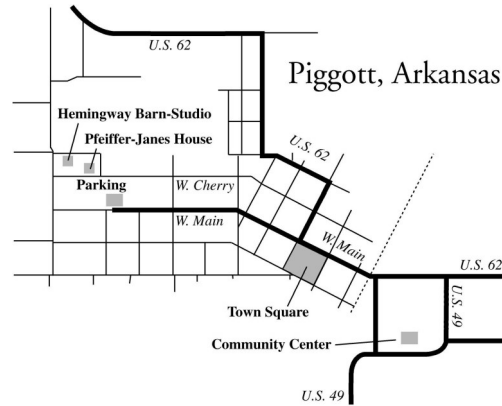 U.S. 62
Piggott, Arkansas
Hemingway Barn-Studio
Pfeiffer-Janes House
U.S. 62
Parking
W. Cherry
W. Main
W. Main
U.S. 62
Town Square
U.S. 49
Community Center
U.S. 49